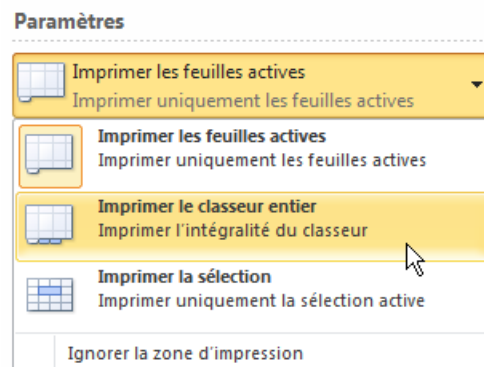 Paramètres
Imprimer les feuilles actives
Imprimer uniquement les feuilles actives
Imprimer les feuilles actives
Imprimer uniquement les feuilles actives
Imprimer le classeur entier
Imprimer l'intégralité du classeur
Imprimer la sélection
Imprimer uniquement la sélection active
Ignorer la zone d'impression